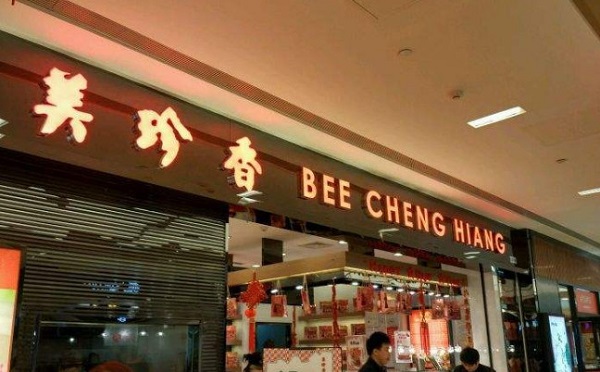 美珍香 BEE CHENG HIANG